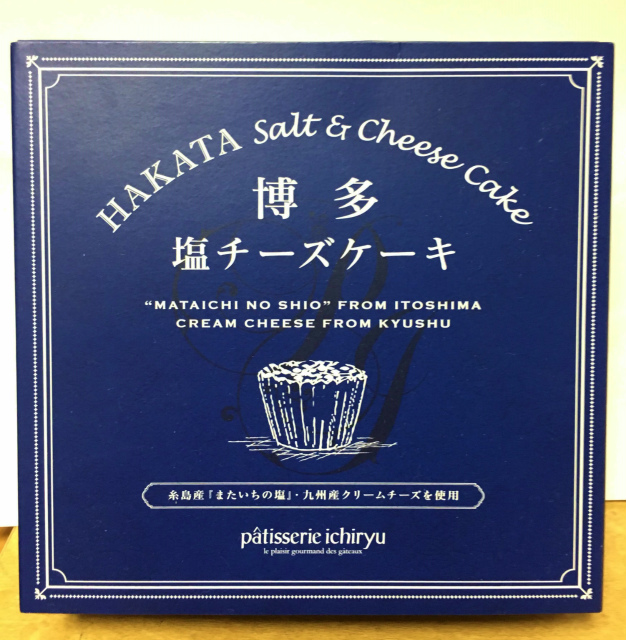 HAKATA Salt & Cheese Cake
博多
塩チーズケーキ
"MATAICHI NO SHIO" FROM ITOSHIMA
CREAM CHEESE FROM KYUSHU
糸島産『またいちの塩』・九州産クリームチーズを使用
pâtisserie ichiryu
le plaisir gourmand des gâteaux